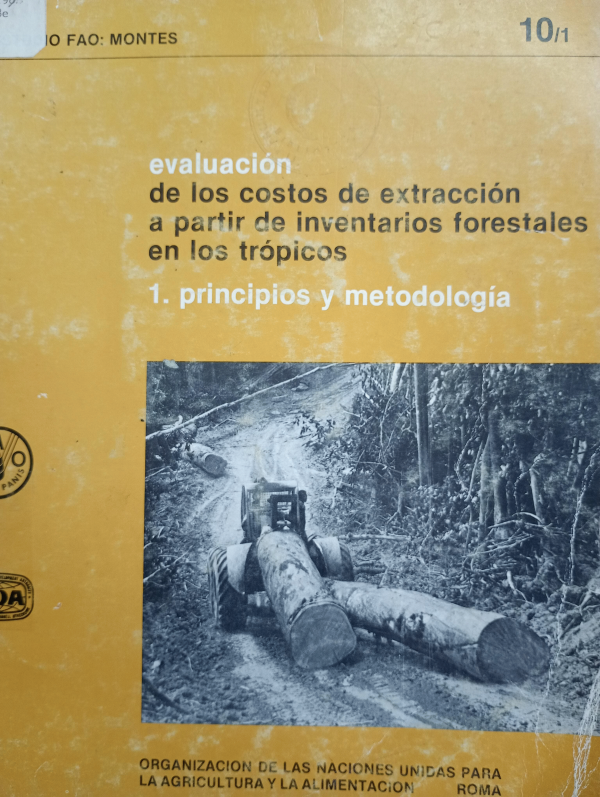 FAO: MONTES
10/1
evaluación
de los costos de extracción
a partir de inventarios forestales
en los trópicos
1. principios y metodología
PANIS
ORGANIZACION DE LAS NACIONES UNIDAS PARA
LA AGRICULTURA Y LA ALIMENTACION ROMA